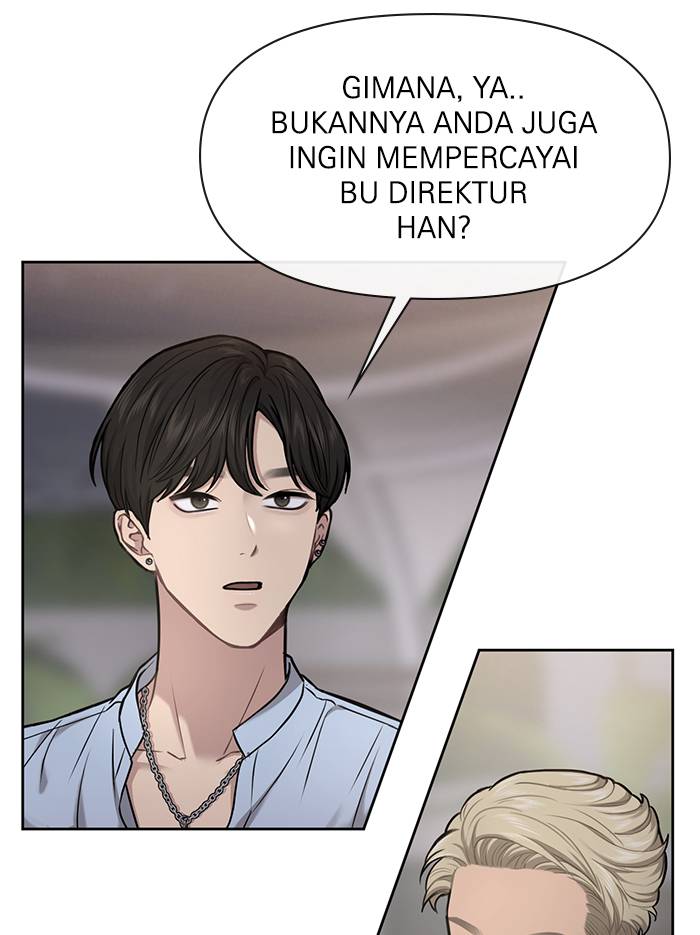 GIMANA, YA..
BUKANNYA ANDA JUGA
INGIN MEMPERCAYAI
BU DIREKTUR
HAN?